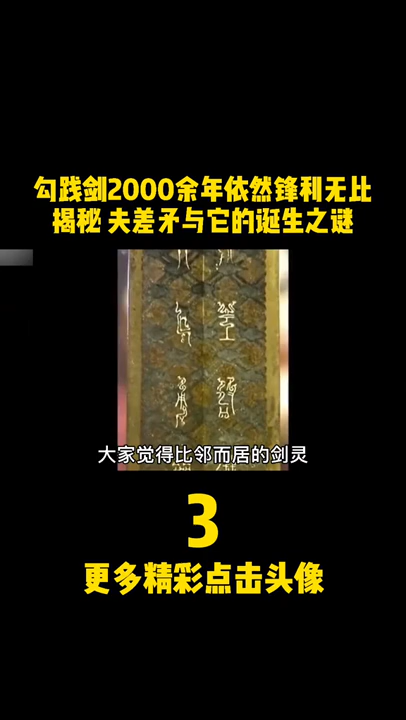 勾践剑2000余年依然锋利无比
揭秘 夫差矛与它的诞生之谜
大家觉得比邻而居的剑灵
3
更多精彩点击头像